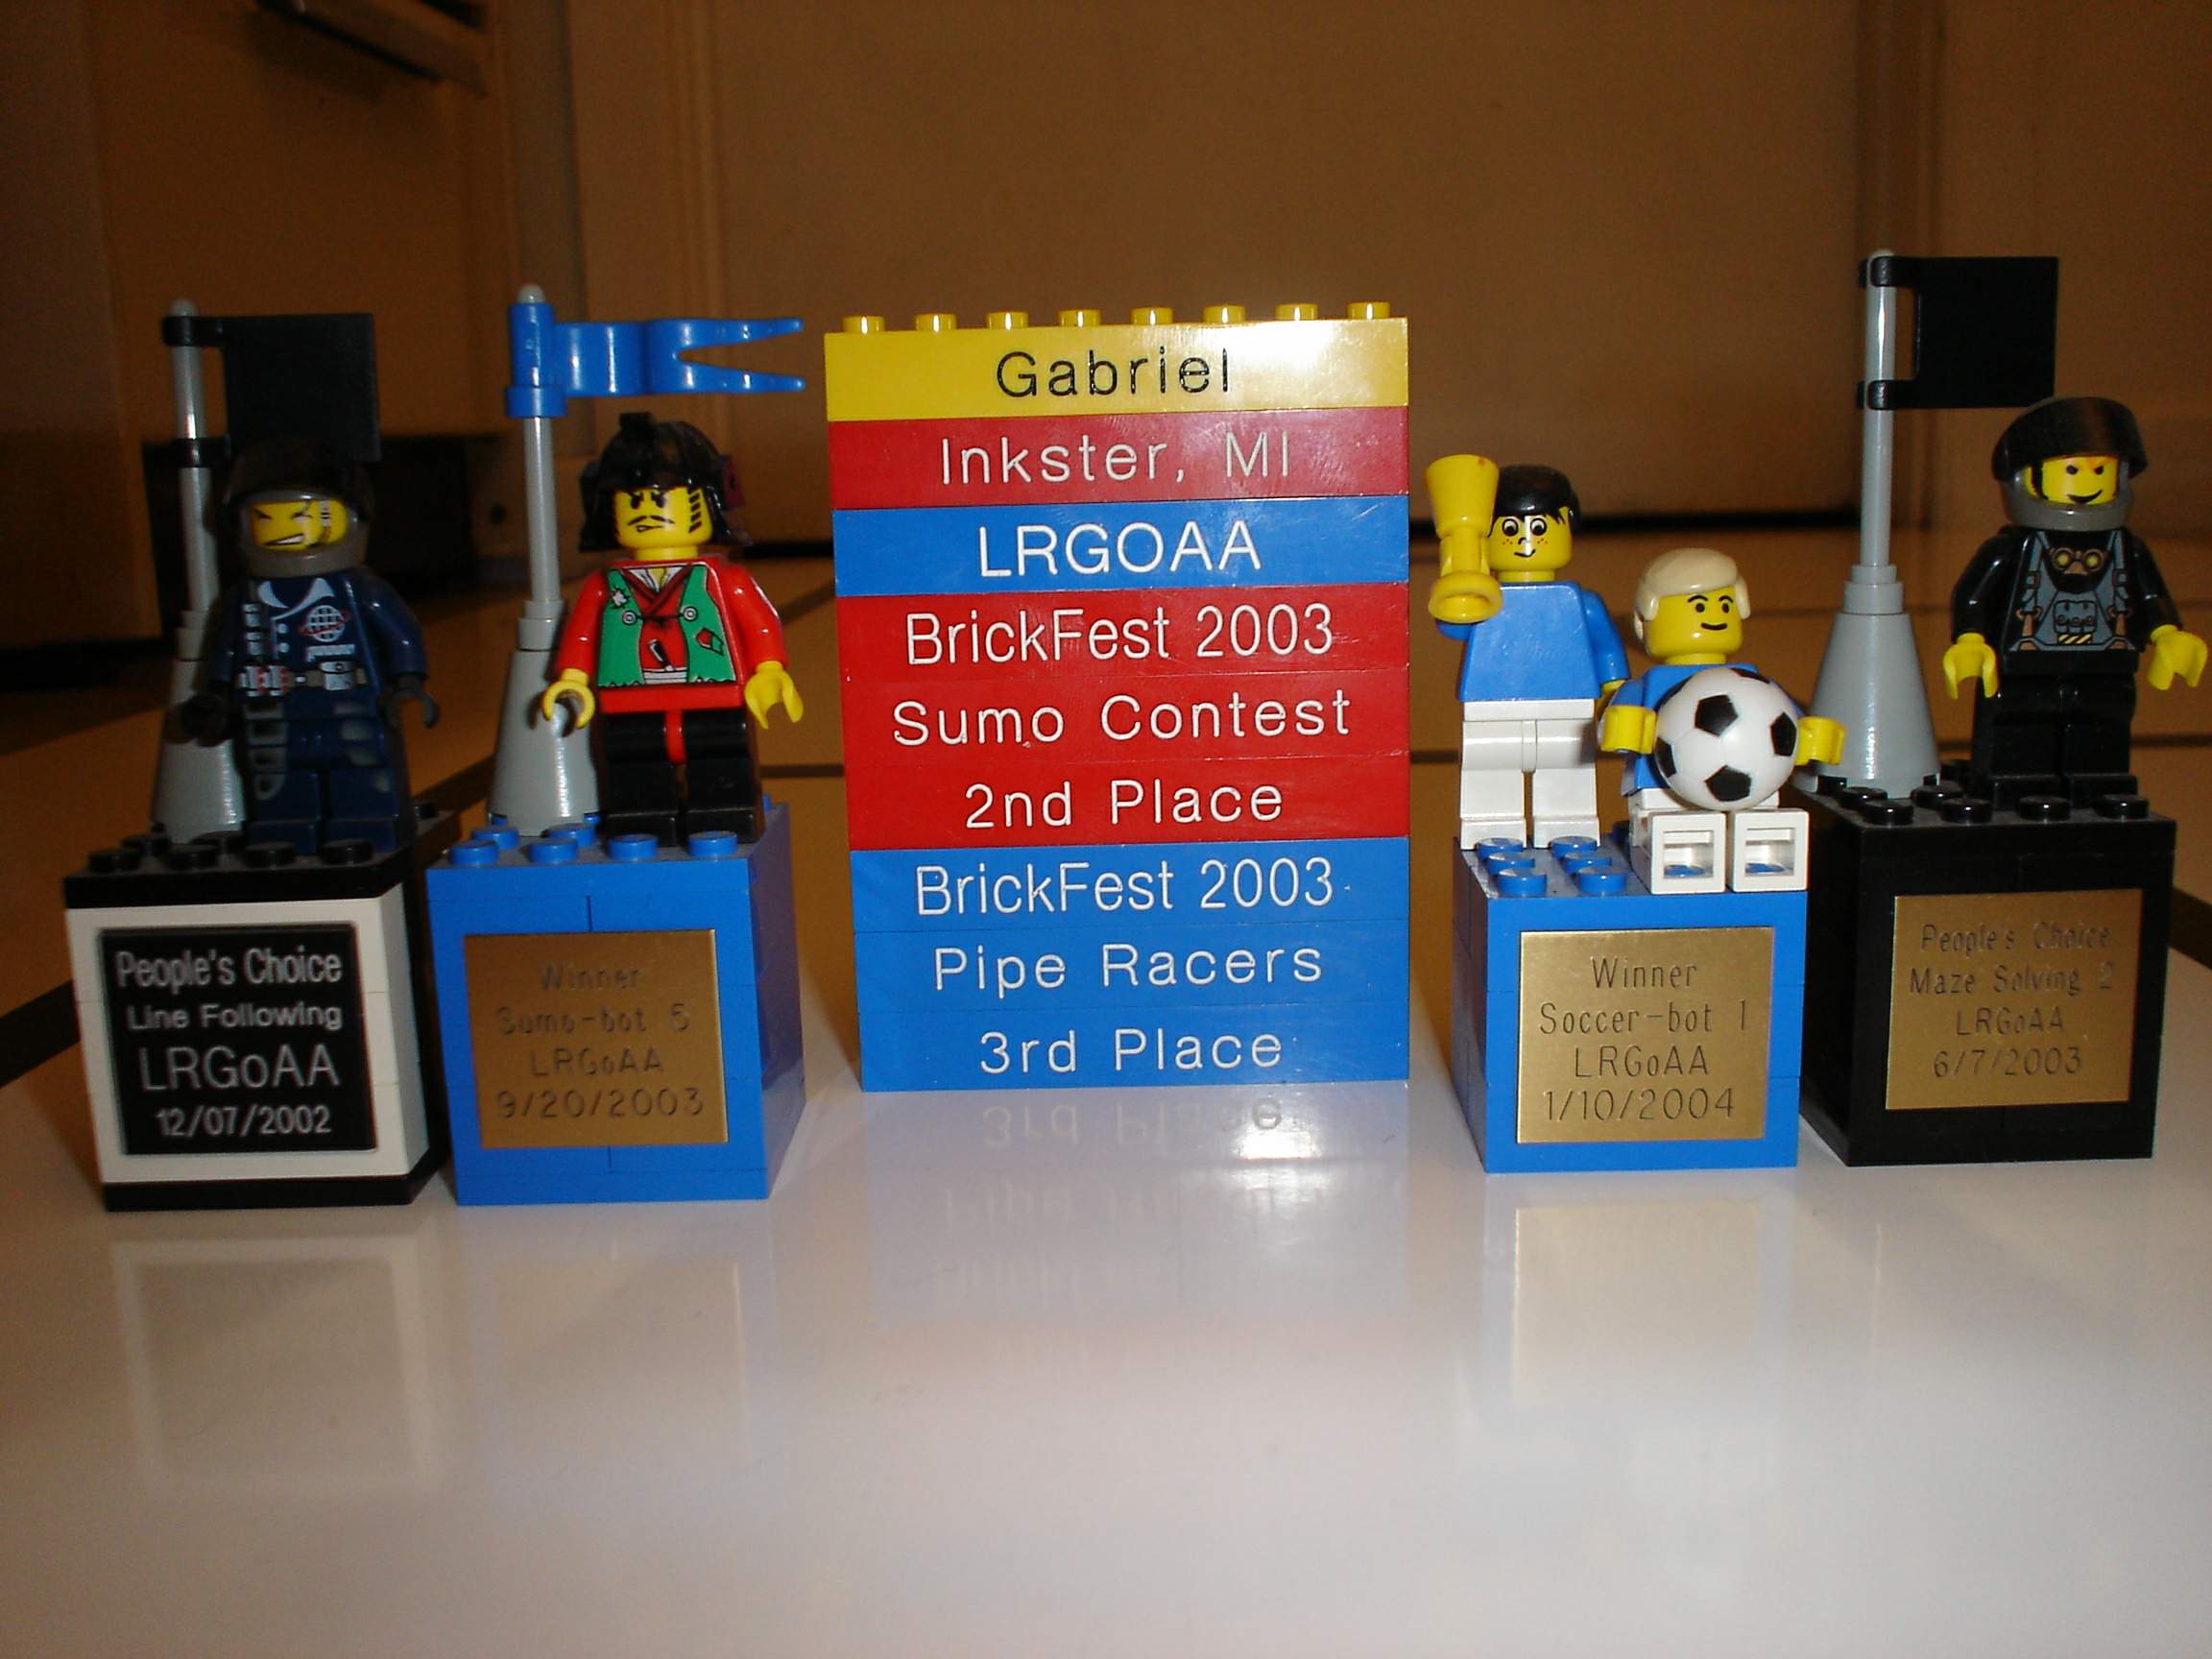 People's Choice
Line Following
LRGoAA
12/07/2002
Winner
Sumo-bot 5
LRGoAA
9/20/2003
Gabriel
Inkster, MI
LRGOAA
BrickFest 2003
Sumo Contest
2nd Place
BrickFest 2003
Pipe Racers
3rd Place
Winner
Soccer-bot 1
LRGoAA
1/10/2004
People's Choice
Maze Solving 2
LRGoAA
6/7/2003